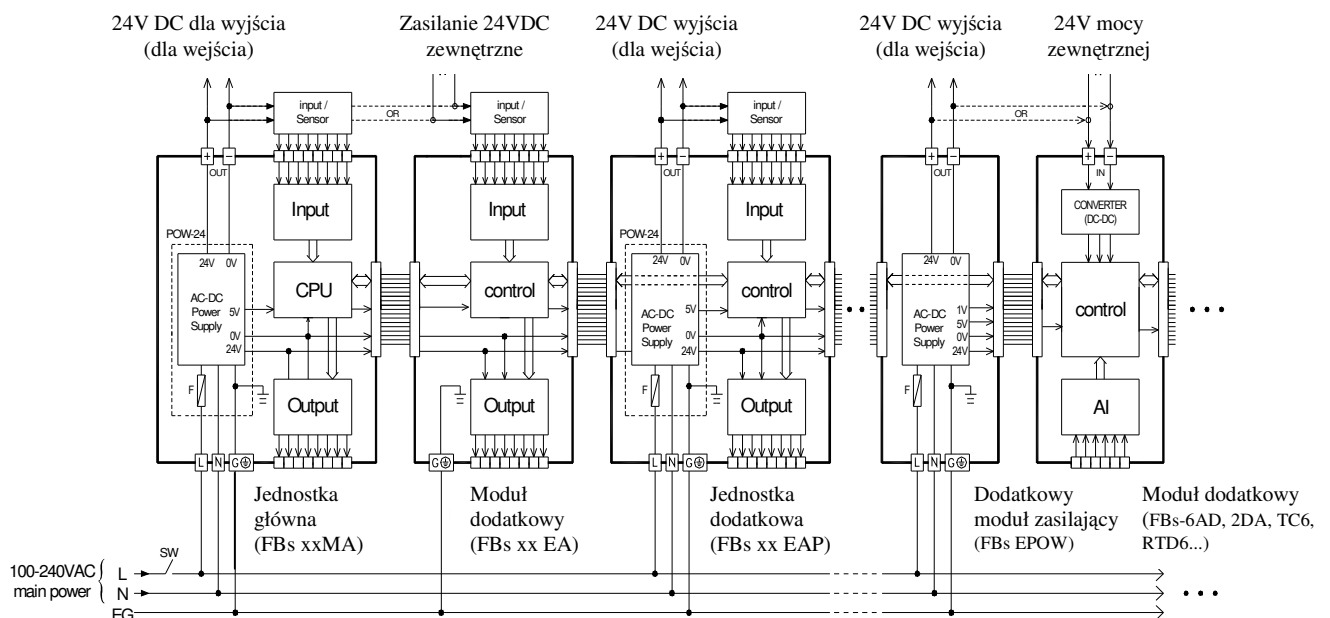 24V DC dla wyjścia
(dla wejścia)
Zasilanie 24VDC
zewnętrzne
24V DC wyjścia
(dla wejścia)
24V DC wyjścia
(dla wejścia)
24V mocy
zewnętrznej
input /
Sensor
OR
input /
Sensor
input /
Sensor
OR
+ −
OUT
+ −
OUT
+ −
OUT
+ −
IN
Input
Input
Input
CONVERTER
(DC-DC)
POW-24
24V 0V
AC-DC
Power
Supply
5V
0V
24V
F
CPU
Output
control
Output
POW-24
24V 0V
AC-DC
Power
Supply
5V
0V
24V
F
control
Output
24V 0V
AC-DC
Power
Supply
1V
5V
0V
24V
F
control
AI
L N G
G
L N G
L N G
Jednostka
główna
(FBs xxMA)
Moduł
dodatkowy
(FBs xx EA)
Jednostka
dodatkowa
(FBs xx EAP)
Dodatkowy
moduł zasilający
(FBs EPOW)
Moduł dodatkowy
(FBs-6AD, 2DA, TC6,
RTD6...)
SW
100-240VAC
main power
L
N
FG